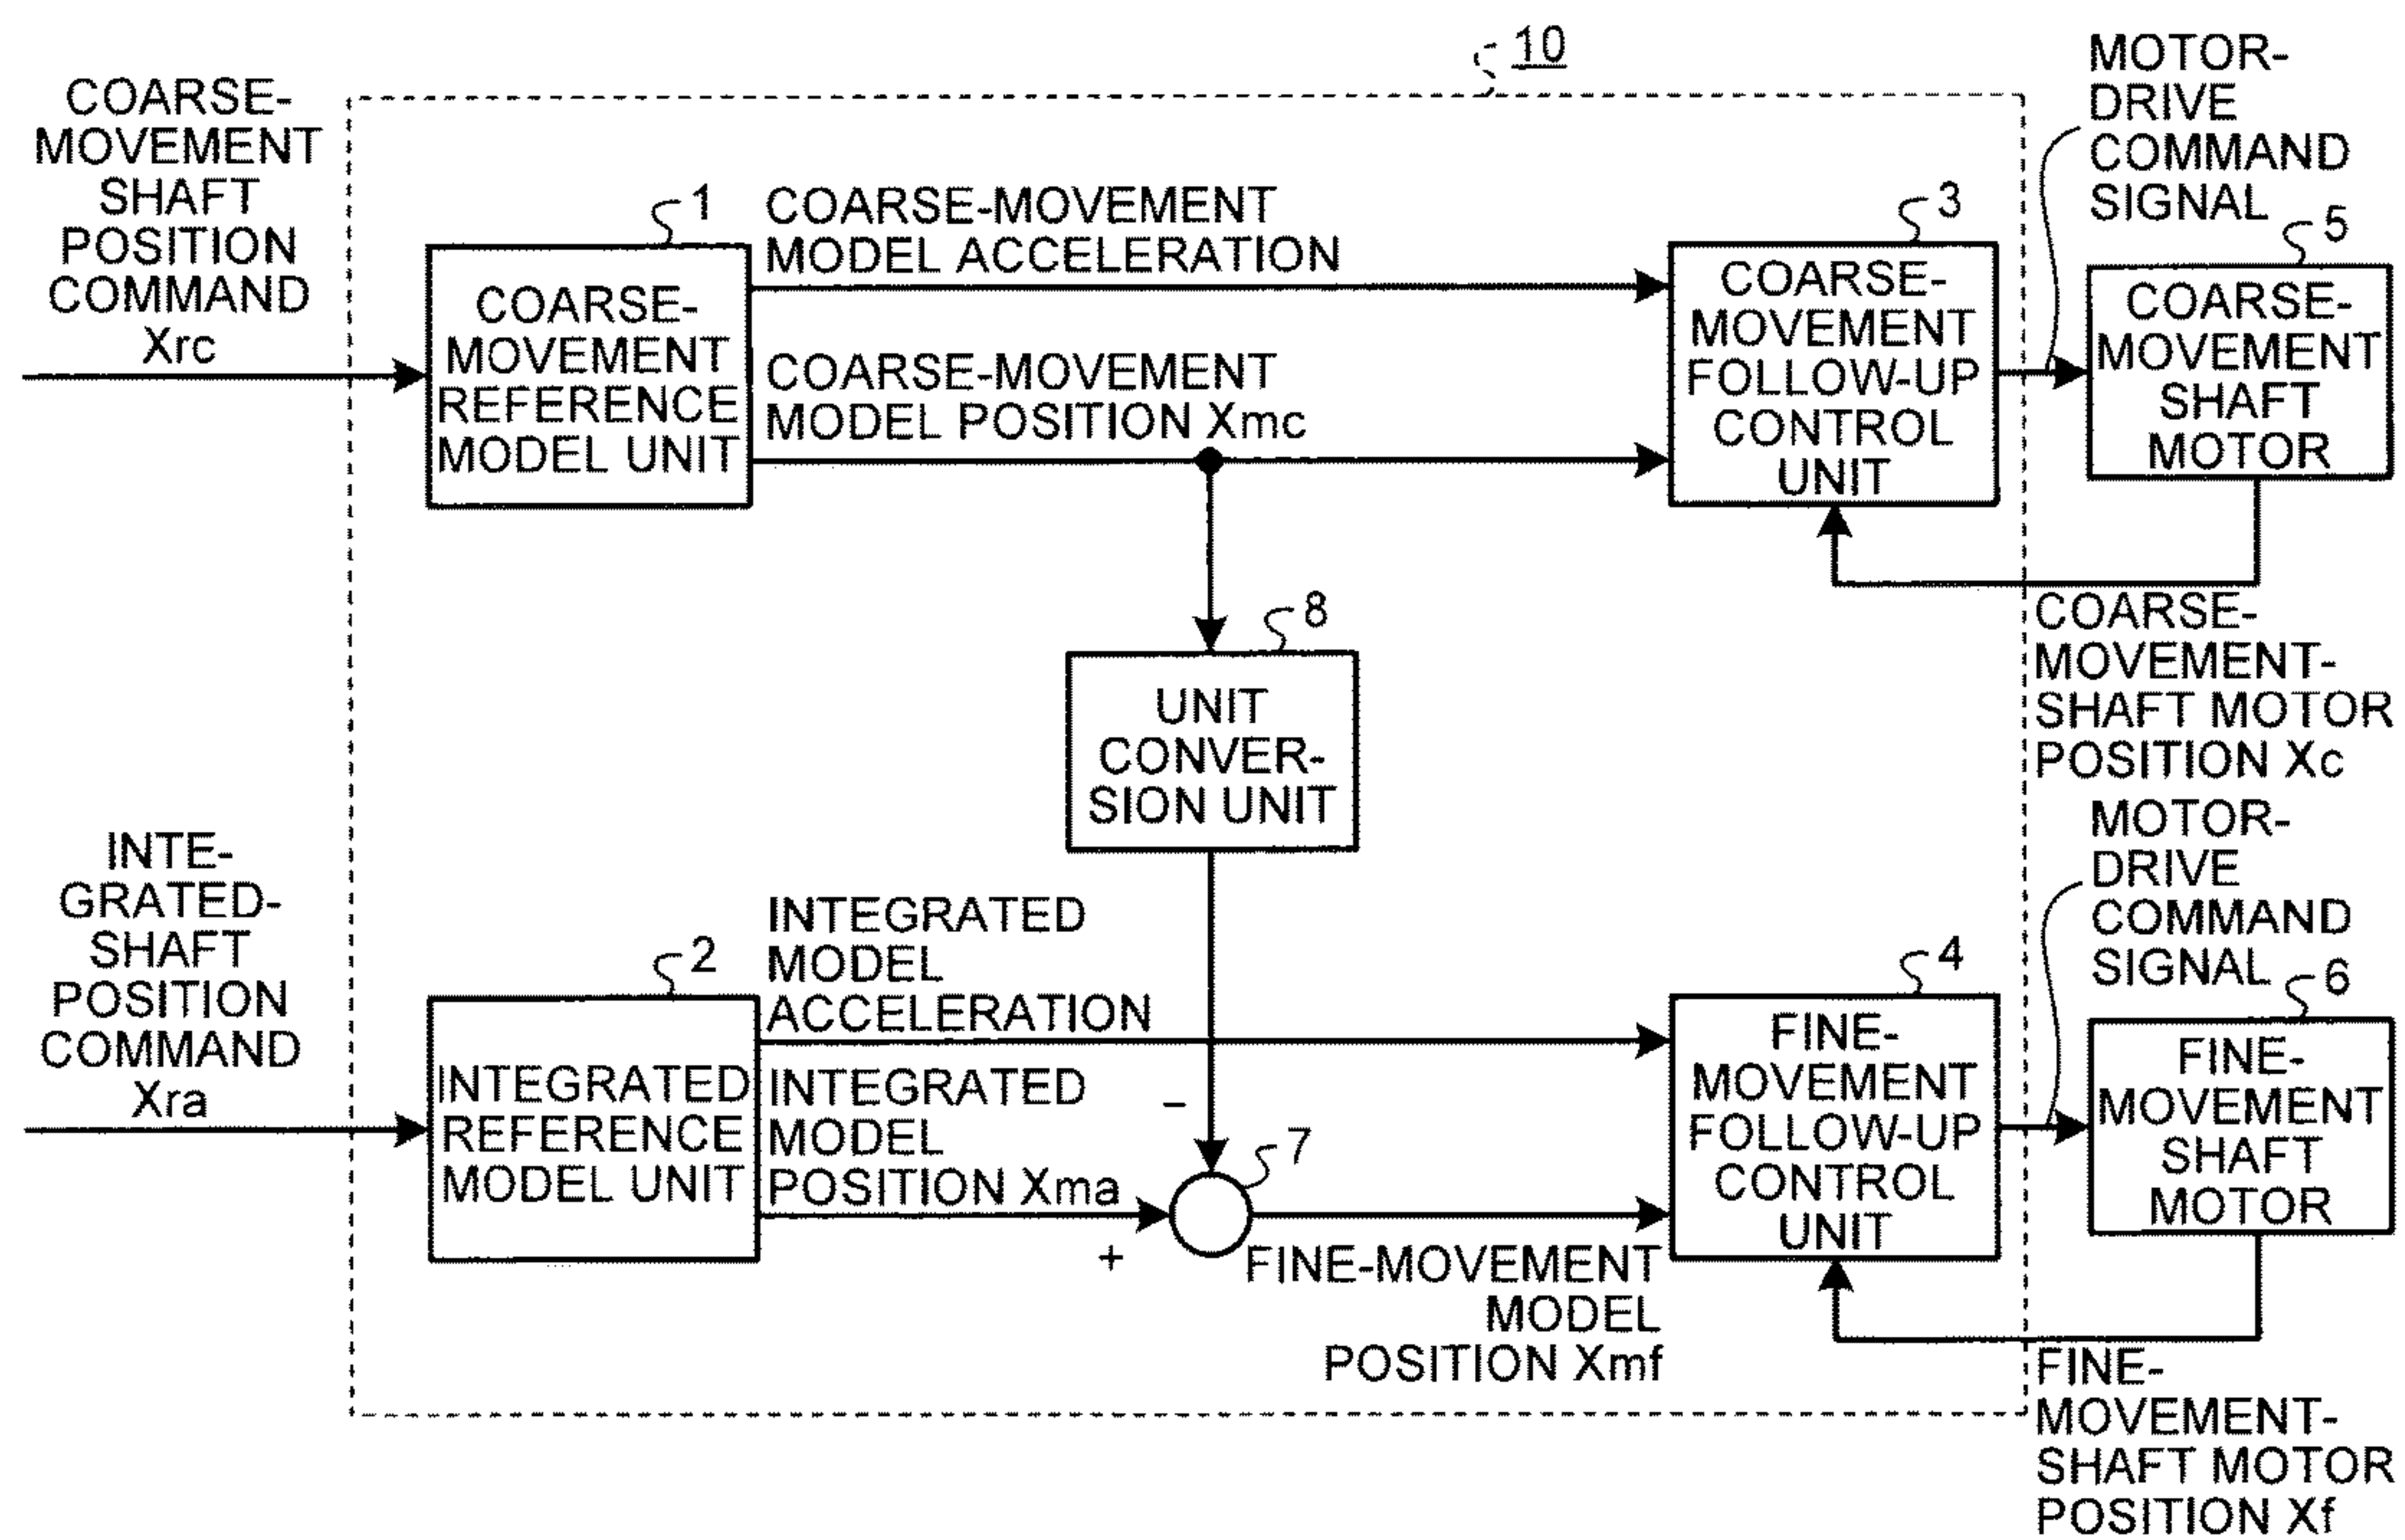 10
COARSE-
MOVEMENT
SHAFT
POSITION
COMMAND
Xrc
1
COARSE-
MOVEMENT
REFERENCE
MODEL UNIT
COARSE-MOVEMENT
MODEL ACCELERATION
COARSE-MOVEMENT
MODEL POSITION Xmc
3
COARSE-
MOVEMENT
FOLLOW-UP
CONTROL
UNIT
MOTOR-
DRIVE
COMMAND
SIGNAL
5
COARSE-
MOVEMENT
SHAFT
MOTOR
COARSE-
MOVEMENT-
SHAFT MOTOR
POSITION Xc
8
UNIT
CONVER-
SION UNIT
INTE-
GRATED-
SHAFT
POSITION
COMMAND
Xra
2
INTEGRATED
REFERENCE
MODEL UNIT
INTEGRATED
MODEL
ACCELERATION
INTEGRATED
MODEL
POSITION Xma
−
+
7
FINE-MOVEMENT
MODEL
POSITION Xmf
4
FINE-
MOVEMENT
FOLLOW-UP
CONTROL
UNIT
MOTOR-
DRIVE
COMMAND
SIGNAL
6
FINE-
MOVEMENT
SHAFT
MOTOR
FINE-
MOVEMENT-
SHAFT MOTOR
POSITION Xf